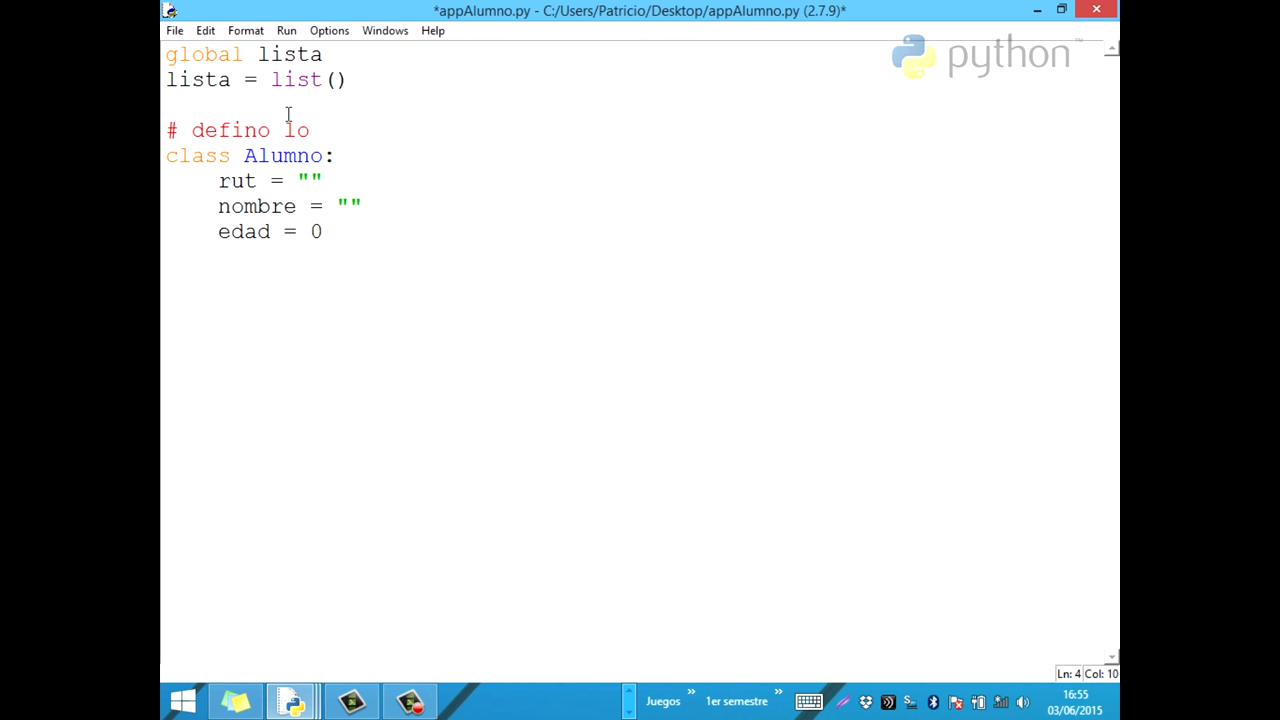 *appAlumno.py - C:/Users/Patricio/Desktop/appAlumno.py (2.7.9)*
File Edit Format Run Options Windows Help
global lista
lista = list()
# defino lo
class Alumno:
    rut = ""
    nombre = ""
    edad = 0
python™
Ln: 4 Col: 10
Juegos » 1er semestre »
16:55
03/06/2015